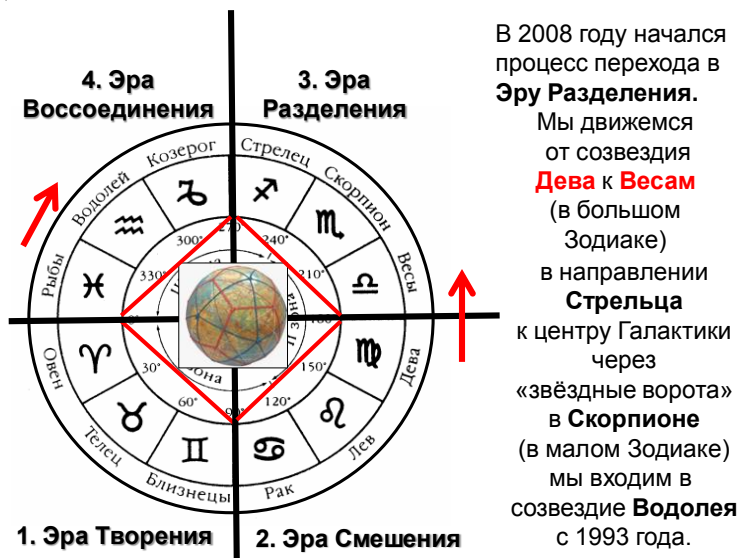 4. Эра
Воссоединения
3. Эра
Разделения
Козерог
Стрелец
Водолей
Скорпион
Рыбы
Весы
Овен
Дева
Телец
Лев
Близнецы
Рак
270°
300°
240°
330°
210°
0°
180°
30°
150°
60°
120°
90°
1. Эра Творения
2. Эра Смешения
В 2008 году начался
процесс перехода в
Эру Разделения.
Мы движемся
от созвездия
Дева к Весам
(в большом
Зодиаке)
в направлении
Стрельца
к центру Галактики
через
«звёздные ворота»
в Скорпионе
(в малом Зодиаке)
мы входим в
созвездие Водолея
с 1993 года.